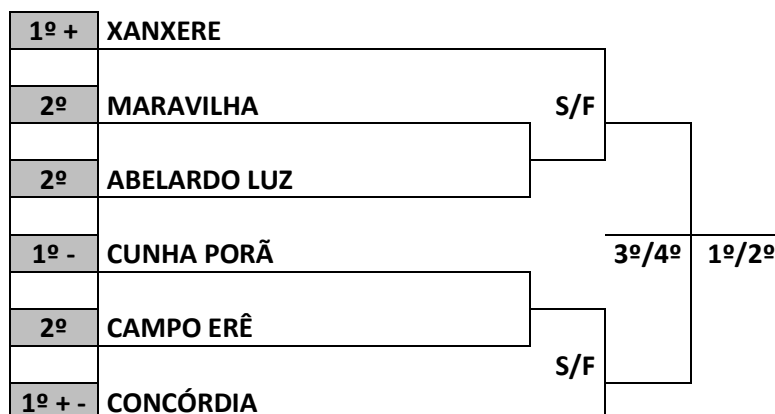 1º + XANXERE
2º MARAVILHA S/F
2º ABELARDO LUZ
1º - CUNHA PORÃ 3º/4º 1º/2º
2º CAMPO ERÊ
S/F
1º + - CONCÓRDIA